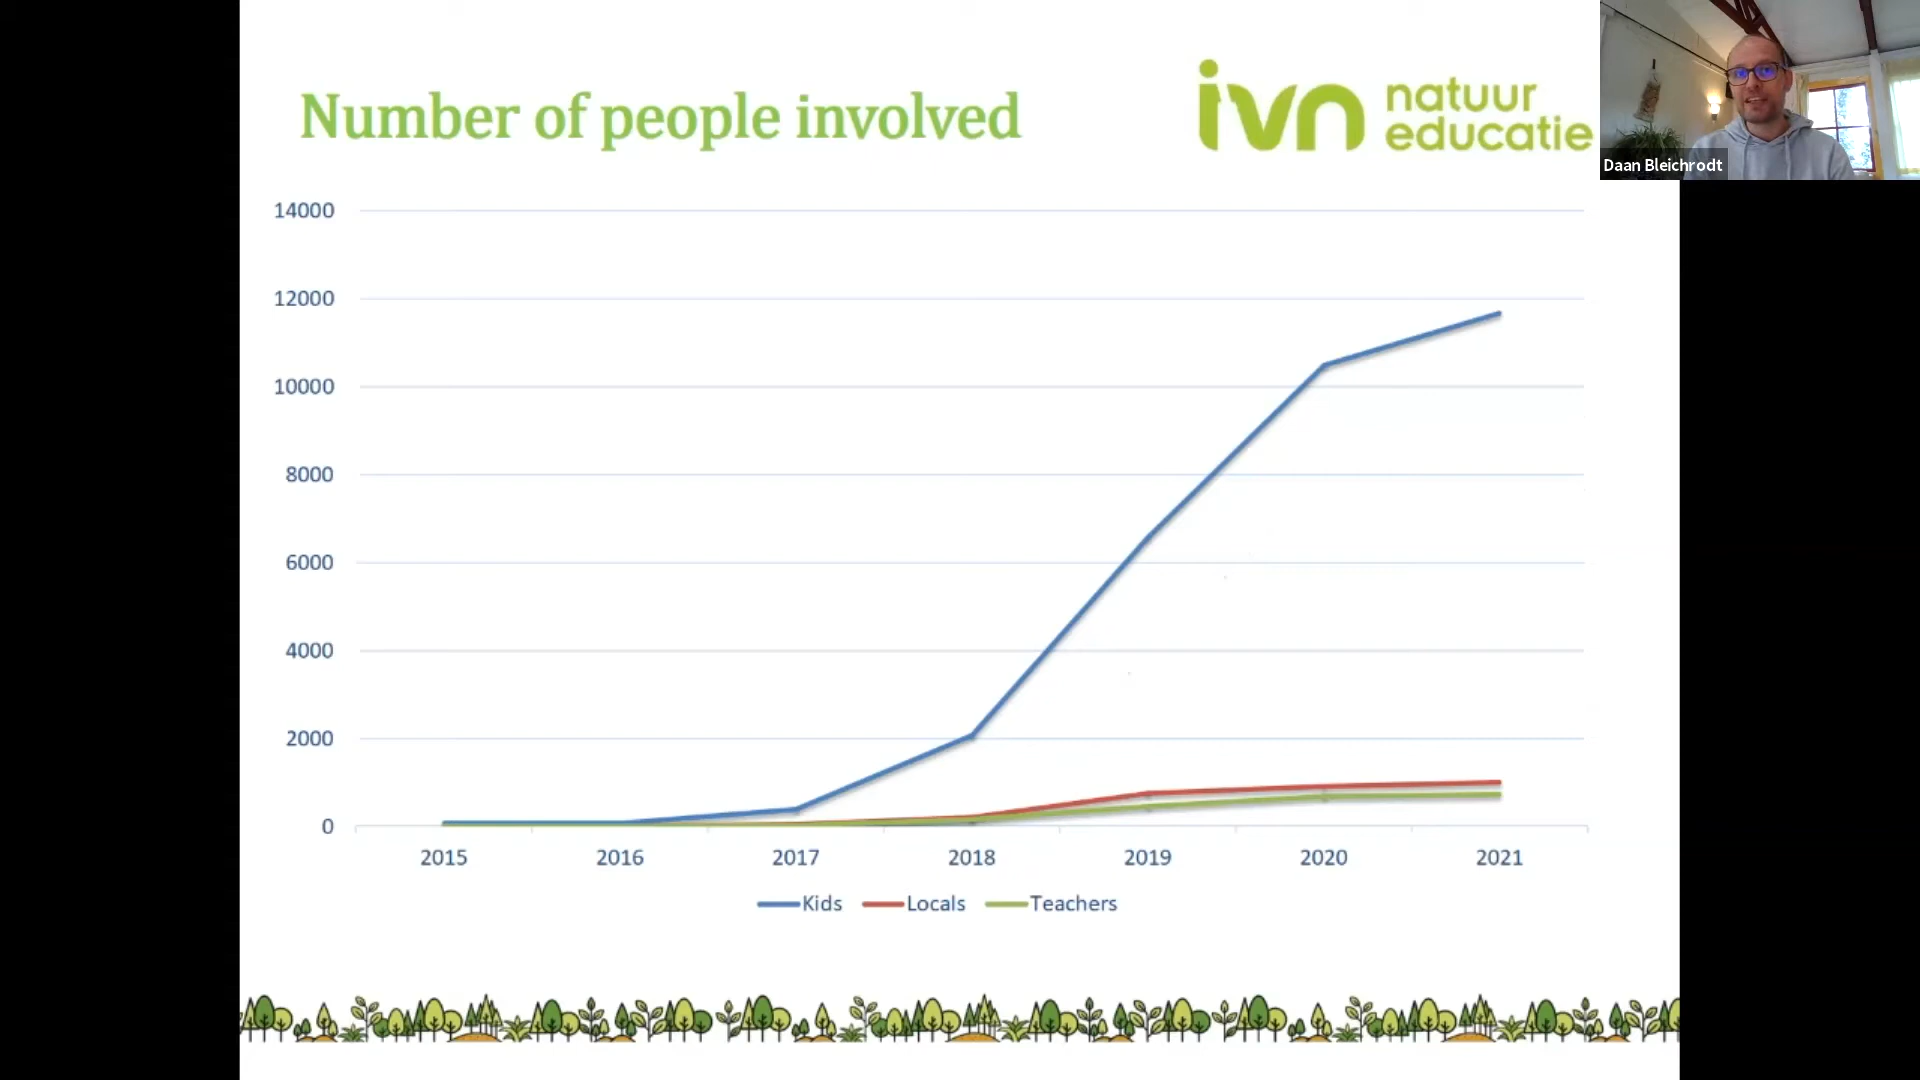 Number of people involved
ivn natuur
educatie
Daan Bleichrodt
14000
12000
10000
8000
6000
4000
2000
0
2015 2016 2017 2018 2019 2020 2021
Kids Locals Teachers